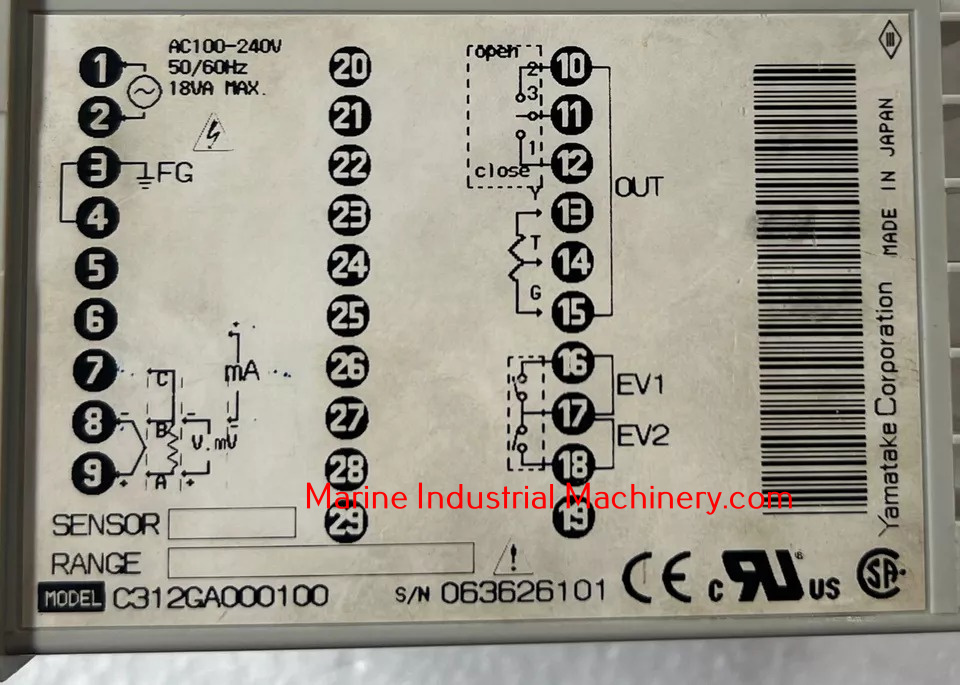 1
AC100-240V
50/60Hz
18VA MAX.
2
3
FG
4
5
6
7
+
mA
C
8
-
-
-
B
V.mV
9
+
A
+
20
21
22
23
24
25
26
27
28
29
open
10
2
3
11
1
12
close
OUT
Y
13
T
14
G
15
16
EV1
17
EV2
18
19
Marine Industrial Machinery.com
SENSOR
RANGE
MODEL C312GA000100 S/N 063626101 CE c RU ® US SA
Yamatake Corporation MADE IN JAPAN